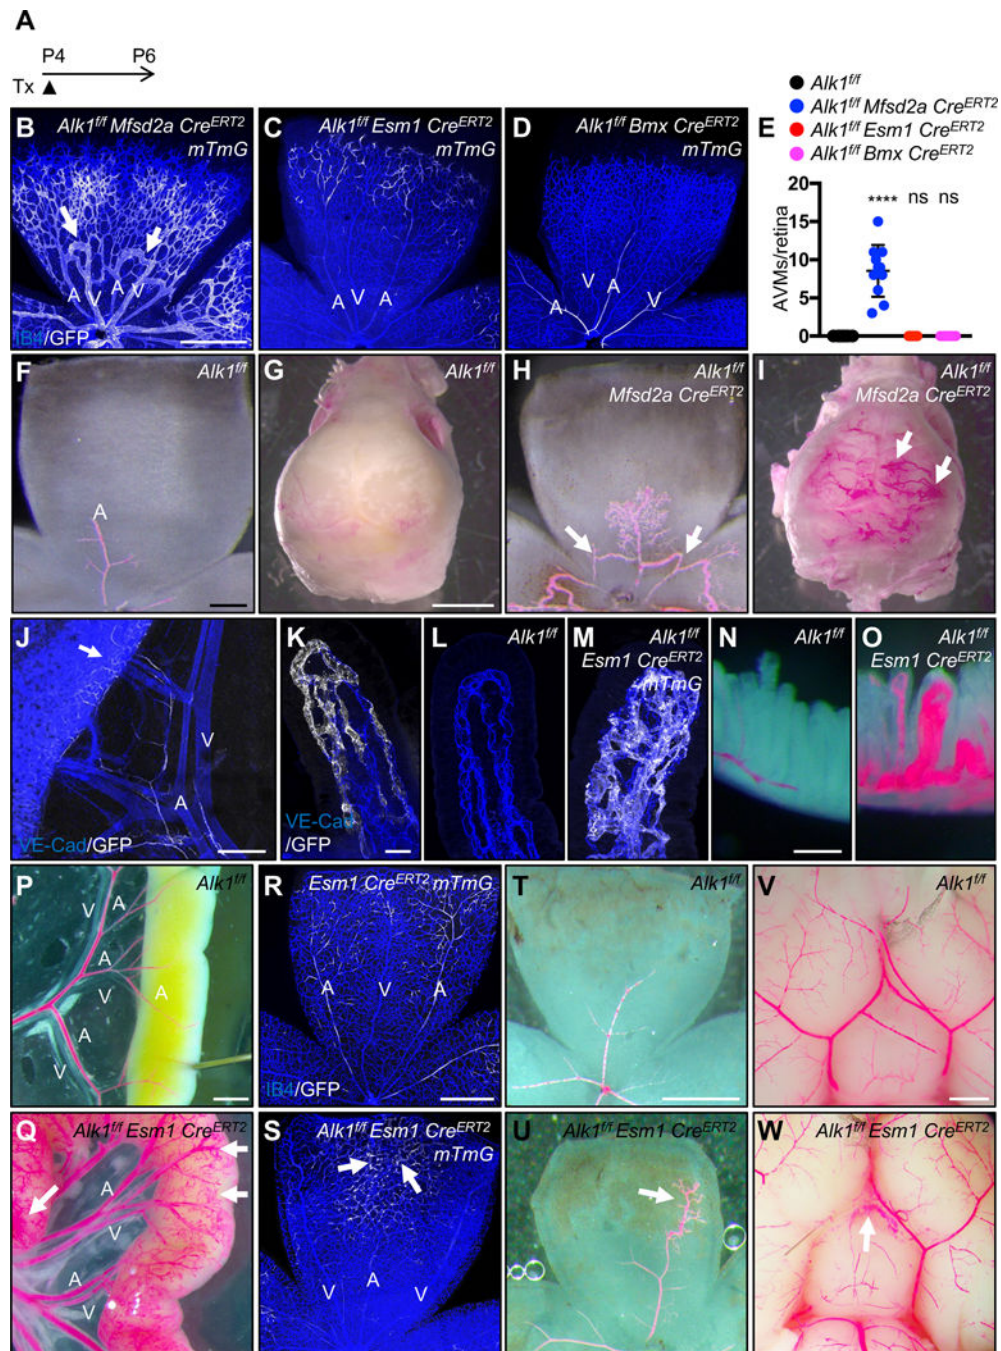 A
P4 P6
Tx
B Alk1f/f Mfsd2a CreERT2
mTmG
A V A V
IB4/GFP
C Alk1f/f Esm1 CreERT2
mTmG
A V A
D Alk1f/f Bmx CreERT2
mTmG
A V A V
Alk1f/f
Alk1f/f Mfsd2a CreERT2
Alk1f/f Esm1 CreERT2
Alk1f/f Bmx CreERT2
E
AVMs/retina
20
15
10
5
0
**** ns ns
F Alk1f/f
A
G Alk1f/f
H Alk1f/f
Mfsd2a CreERT2
I Alk1f/f
Mfsd2a CreERT2
J
V
A
VE-Cad/GFP
K
VE-Cad
/GFP
L Alk1f/f
M Alk1f/f
Esm1 CreERT2
mTmG
N Alk1f/f
O Alk1f/f
Esm1 CreERT2
P Alk1f/f
V A
A
V A
A
V
R Esm1 CreERT2 mTmG
A V A
IB4/GFP
T Alk1f/f
V Alk1f/f
Q Alk1f/f Esm1 CreERT2
A
V
A
V
S Alk1f/f Esm1 CreERT2
mTmG
V A V
U Alk1f/f Esm1 CreERT2
W Alk1f/f Esm1 CreERT2